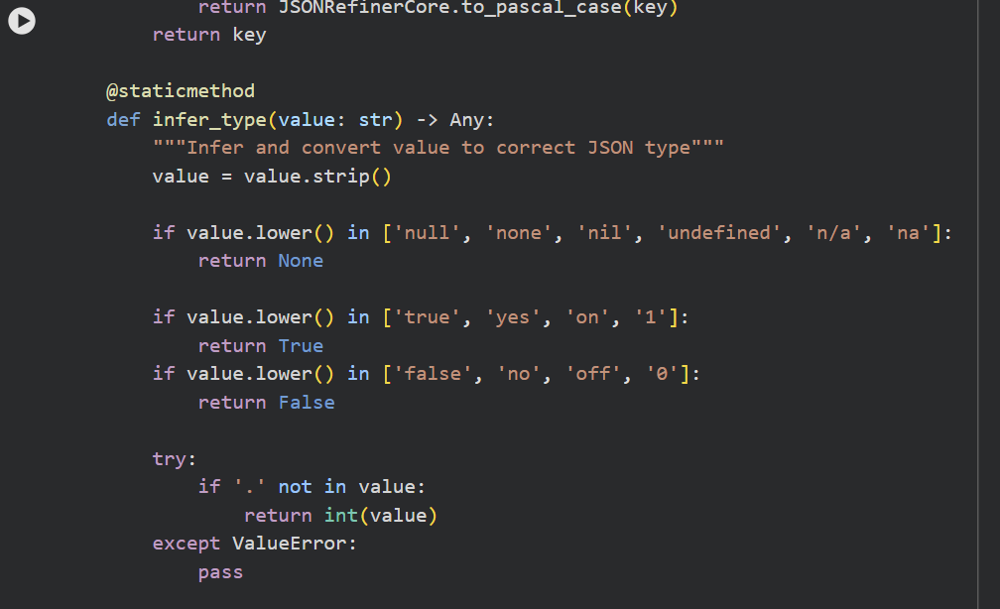 return JSONRefinerCore.to_pascal_case(key)
        return key

    @staticmethod
    def infer_type(value: str) -> Any:
        """Infer and convert value to correct JSON type"""
        value = value.strip()

        if value.lower() in ['null', 'none', 'nil', 'undefined', 'n/a', 'na']:
            return None

        if value.lower() in ['true', 'yes', 'on', '1']:
            return True
        if value.lower() in ['false', 'no', 'off', '0']:
            return False

        try:
            if '.' not in value:
                return int(value)
        except ValueError:
            pass